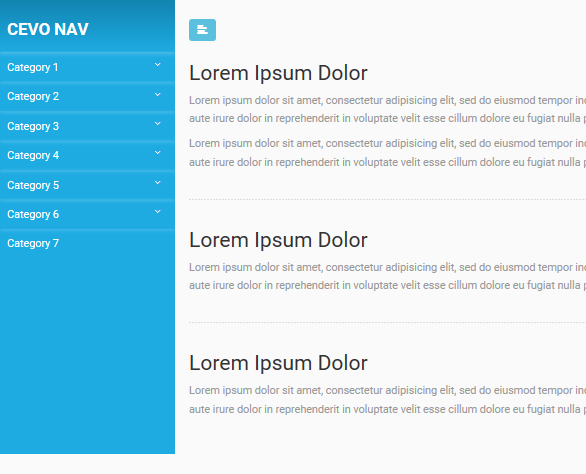 CEVO NAV
Category 1
Category 2
Category 3
Category 4
Category 5
Category 6
Category 7
Lorem Ipsum Dolor
Lorem ipsum dolor sit amet, consectetur adipisicing elit, sed do eiusmod tempor
aute irure dolor in reprehenderit in voluptate velit esse cillum dolore eu fugiat nulla
Lorem ipsum dolor sit amet, consectetur adipisicing elit, sed do eiusmod tempor
aute irure dolor in reprehenderit in voluptate velit esse cillum dolore eu fugiat nulla
Lorem Ipsum Dolor
Lorem ipsum dolor sit amet, consectetur adipisicing elit, sed do eiusmod tempor
aute irure dolor in reprehenderit in voluptate velit esse cillum dolore eu fugiat nulla
Lorem Ipsum Dolor
Lorem ipsum dolor sit amet, consectetur adipisicing elit, sed do eiusmod tempor
aute irure dolor in reprehenderit in voluptate velit esse cillum dolore eu fugiat nulla